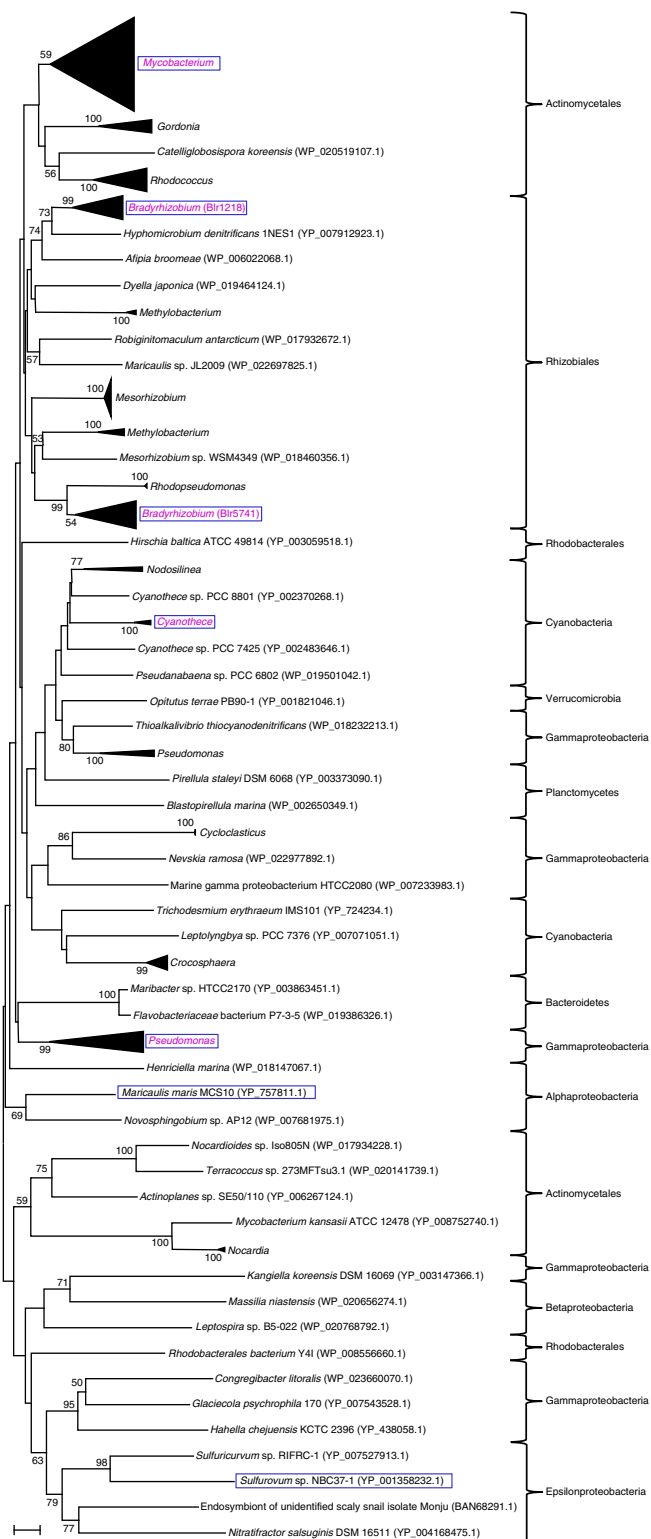 59
Mycobacterium
Actinomycetales
100
Gordonia
Catelliglobosispora koreensis (WP_020519107.1)
56
100
Rhodococcus
99
Bradyrhizobium (Blr1218)
73
Hyphomicrobium denitrificans 1NES1 (YP_007912923.1)
74
Afipia broomeae (WP_006022068.1)
Dyella japonica (WP_019464124.1)
Methylobacterium
100
Robiginitomaculum antarcticum (WP_017932672.1)
57
Maricaulis sp. JL2009 (WP_022697825.1)
Rhizobiales
100
Mesorhizobium
100
Methylobacterium
53
Mesorhizobium sp. WSM4349 (WP_018460356.1)
100
Rhodopseudomonas
99
54
Bradyrhizobium (Blr5741)
Hirschia baltica ATCC 49814 (YP_003059518.1)
Rhodobacterales
77
Nodosilinea
Cyanothece sp. PCC 8801 (YP_002370268.1)
Cyanothece
100
Cyanobacteria
Cyanothece sp. PCC 7425 (YP_002483646.1)
Pseudanabaena sp. PCC 6802 (WP_019501042.1)
Opitutus terrae PB90-1 (YP_001821046.1)
Verrucomicrobia
Thioalkalivibrio thiocyanodenitrificans (WP_018232213.1)
Gammaproteobacteria
80
Pseudomonas
100
Pirellula staleyi DSM 6068 (YP_003373090.1)
Planctomycetes
Blastopirellula marina (WP_002650349.1)
100
Cycloclasticus
86
Nevskia ramosa (WP_022977892.1)
Gammaproteobacteria
Marine gamma proteobacterium HTCC2080 (WP_007233983.1)
Trichodesmium erythraeum IMS101 (YP_724234.1)
Leptolyngbya sp. PCC 7376 (YP_007071051.1)
Cyanobacteria
Crocosphaera
99
Maribacter sp. HTCC2170 (YP_003863451.1)
100
Bacteroidetes
Flavobacteriaceae bacterium P7-3-5 (WP_019386326.1)
Pseudomonas
99
Gammaproteobacteria
Henriciella marina (WP_018147067.1)
Maricaulis maris MCS10 (YP_757811.1)
Alphaproteobacteria
69
Novosphingobium sp. AP12 (WP_007681975.1)
Nocardioides sp. Iso805N (WP_017934228.1)
100
75
Terracoccus sp. 273MFTsu3.1 (WP_020141739.1)
Actinoplanes sp. SE50/110 (YP_006267124.1)
Actinomycetales
59
Mycobacterium kansasii ATCC 12478 (YP_008752740.1)
100
Nocardia
100
Gammaproteobacteria
Kangiella koreensis DSM 16069 (YP_003147366.1)
71
Massilia niastensis (WP_020656274.1)
Betaproteobacteria
Leptospira sp. B5-022 (WP_020768792.1)
Rhodobacterales bacterium Y4I (WP_008556660.1)
Rhodobacterales
Congregibacter litoralis (WP_023660070.1)
50
Glaciecola psychrophila 170 (YP_007543528.1)
Gammaproteobacteria
95
Hahella chejuensis KCTC 2396 (YP_438058.1)
63
Sulfuricurvum sp. RIFRC-1 (YP_007527913.1)
98
Sulfurovum sp. NBC37-1 (YP_001358232.1)
Epsilonproteobacteria
79
Endosymbiont of unidentified scaly snail isolate Monju (BAN68291.1)
77
Nitratifractor salsuginis DSM 16511 (YP_004168475.1)